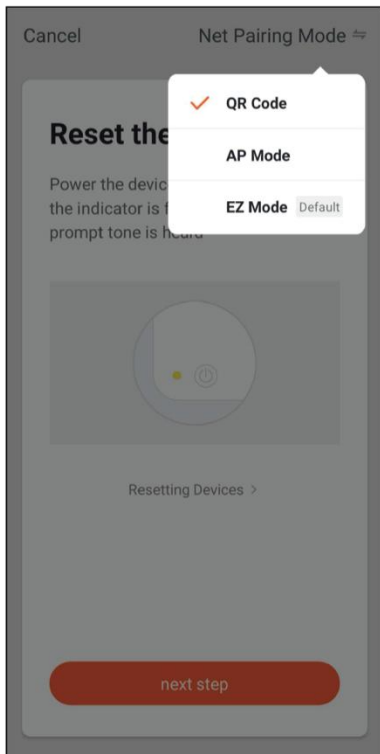 Cancel
Net Pairing Mode ⇋
QR Code
AP Mode
EZ Mode Default
Reset the
Power the devic
the indicator is f
prompt tone is heard
Resetting Devices >
next step